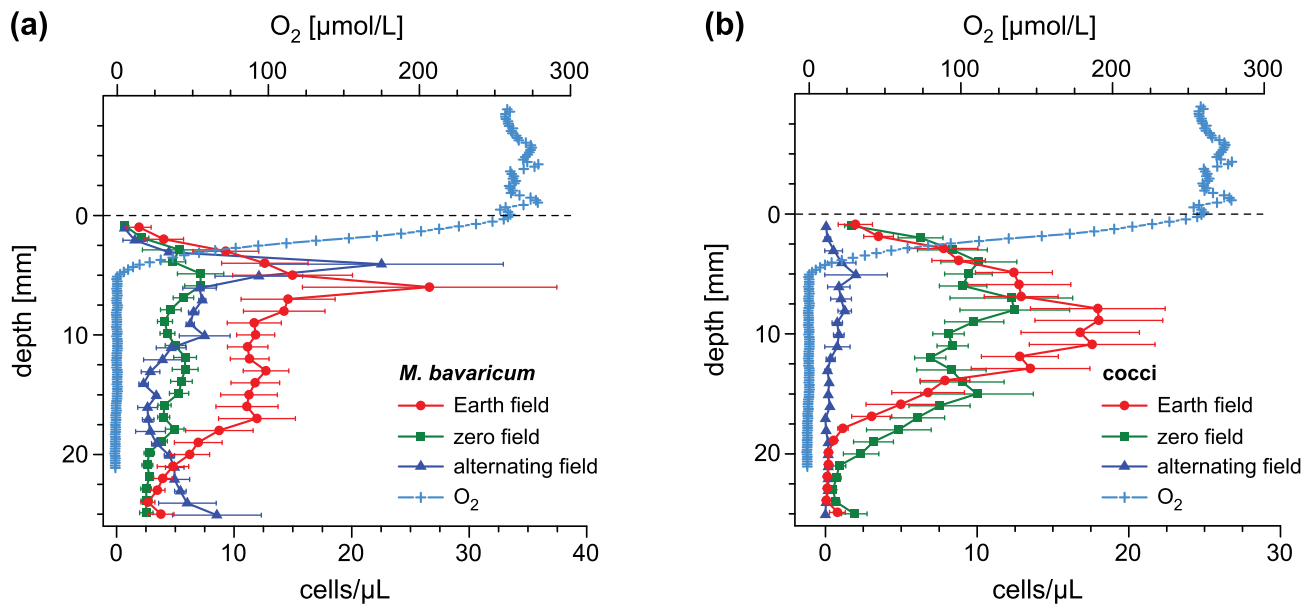 (a)
O₂ [µmol/L]
0 100 200 300
0
10
20
depth [mm]
M. bavaricum
Earth field
zero field
alternating field
O₂
0 10 20 30 40
cells/µL
(b)
O₂ [µmol/L]
0 100 200 300
0
10
20
depth [mm]
cocci
Earth field
zero field
alternating field
O₂
0 10 20 30
cells/µL